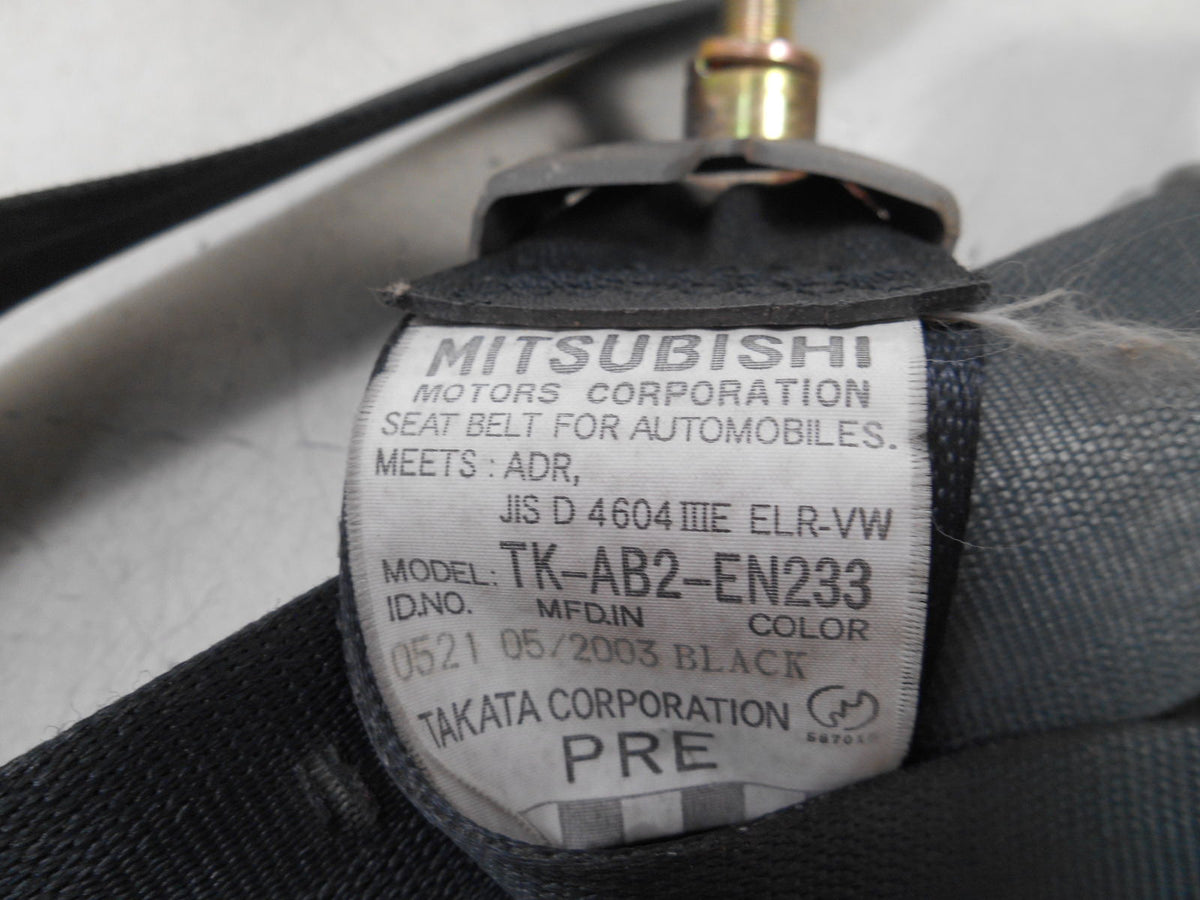 MITSUBISHI
MOTORS CORPORATION
SEAT BELT FOR AUTOMOBILES.
MEETS : ADR,
JIS D 4604 ⅢE ELR-VW
MODEL: TK-AB2-EN233
ID.NO. MFD.IN COLOR
0521 05/2003 BLACK
TAKATA CORPORATION
PRE